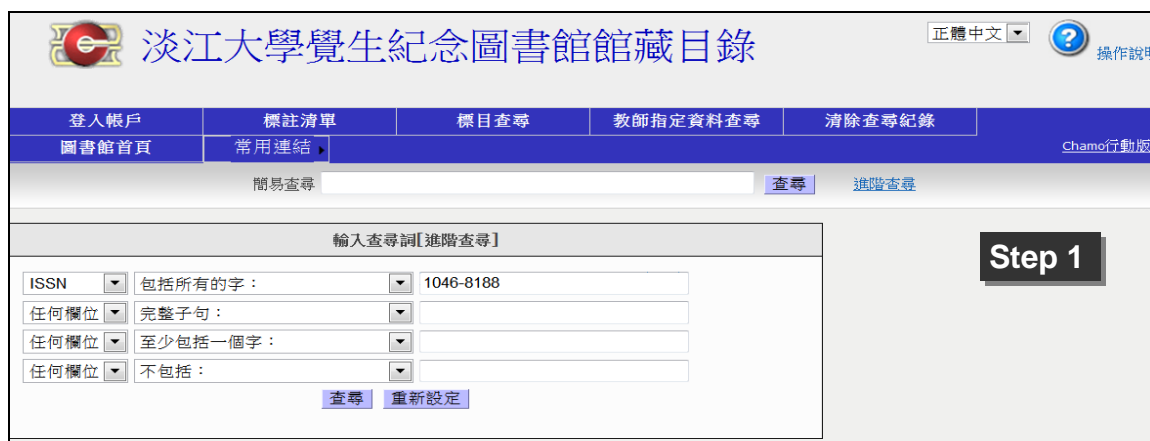 淡江大學覺生紀念圖書館館藏目錄
正體中文
操作說明
登入帳戶 標註清單 標目查尋 教師指定資料查尋 清除查尋紀錄
圖書館首頁 常用連結 Chamo行動版
簡易查尋 查尋 進階查尋
輸入查尋詞[進階查尋]
Step 1
ISSN 包括所有的字： 1046-8188
任何欄位 完整子句：
任何欄位 至少包括一個字：
任何欄位 不包括：
查尋 重新設定